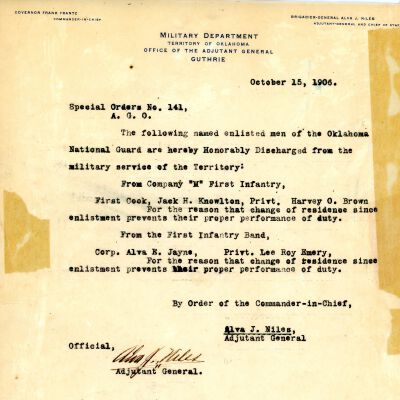 GOVERNOR FRANK FRANTZ
COMMANDER-IN-CHIEF
BRIGADIER-GENERAL ALVA J. NILES
ADJUTANT-GENERAL AND CHIEF OF STAFF
MILITARY DEPARTMENT
TERRITORY OF OKLAHOMA
OFFICE OF THE ADJUTANT GENERAL
GUTHRIE
October 15, 1906.
Special Orders No. 141,
A. G. O.
The following named enlisted men of the Oklahoma
National Guard are hereby Honorably Discharged from the
military service of the Territory:
From Company "M" First Infantry,
First Cook, Jack H. Knowlton, Privt. Harvey O. Brown
For the reason that change of residence since
enlistment prevents their proper performance of duty.
From the First Infantry Band,
Corp. Alva E. Jayne, Privt. Lee Roy Emery,
For the reason that change of residence since
enlistment prevents their proper performance of duty.
By Order of the Commander-in-Chief,
Alva J. Niles,
Adjutant General
Official,
Alva J. Niles
Adjutant General.